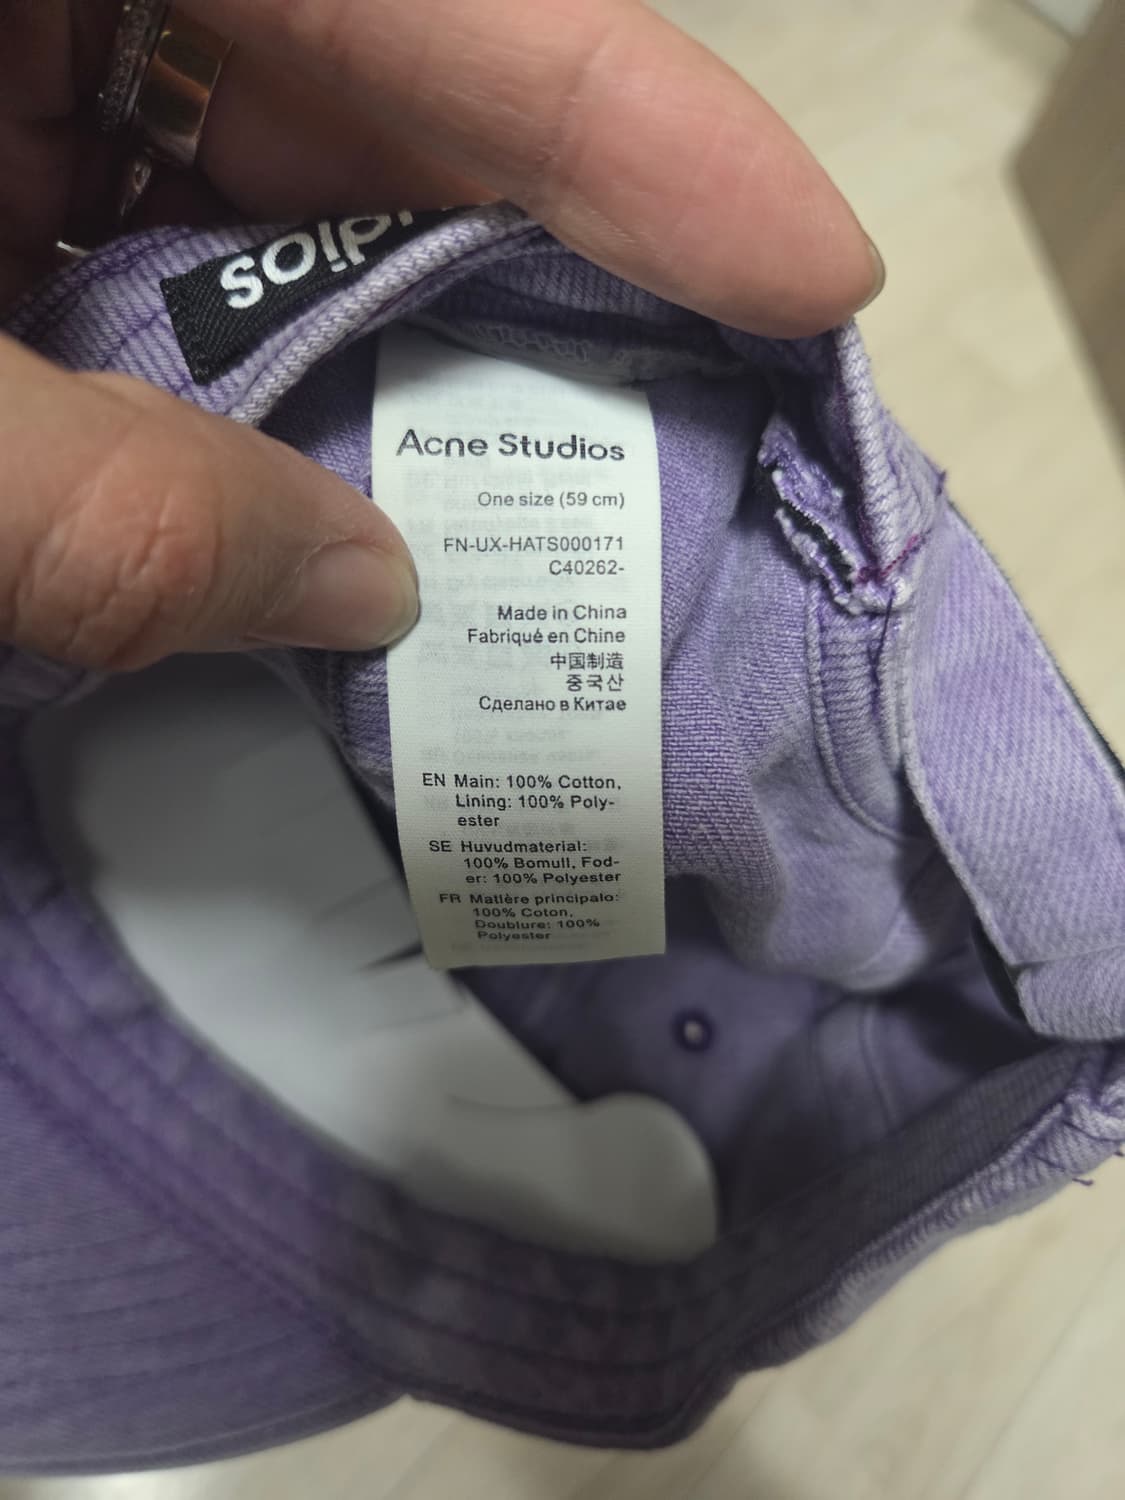 udios
Acne Studios
One size (59 cm)
FN-UX-HATS000171
C40262-
Made in China
Fabriqué en Chine
中国制造
중국산
Сделано в Китае
EN Main: 100% Cotton,
Lining: 100% Poly-
ester
SE Huvudmaterial:
100% Bomull, Fod-
er: 100% Polyester
FR Matière principale:
100% Coton,
Doublure: 100%
Polyester